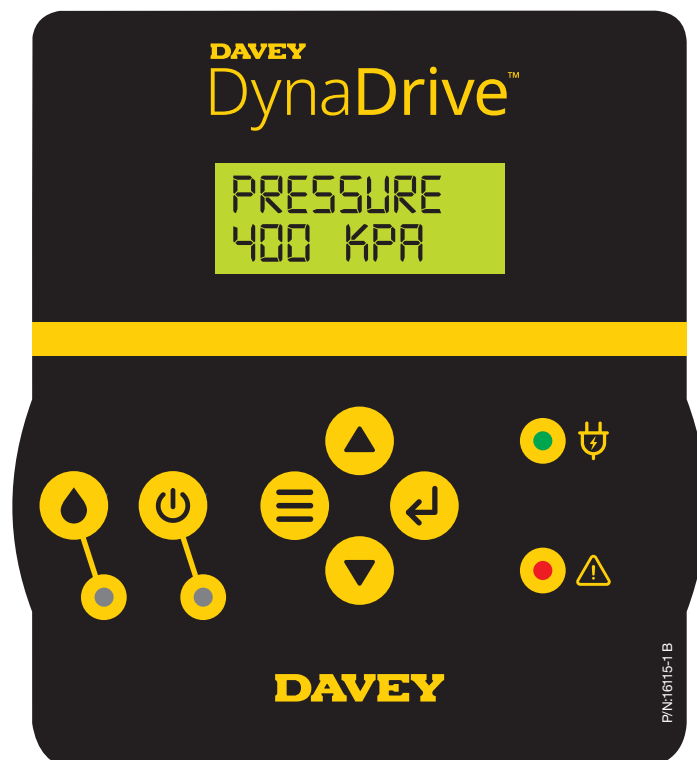 DAVEY
DynaDrive™
PRESSURE
400 KPA
DAVEY
P/N:16115-1 B